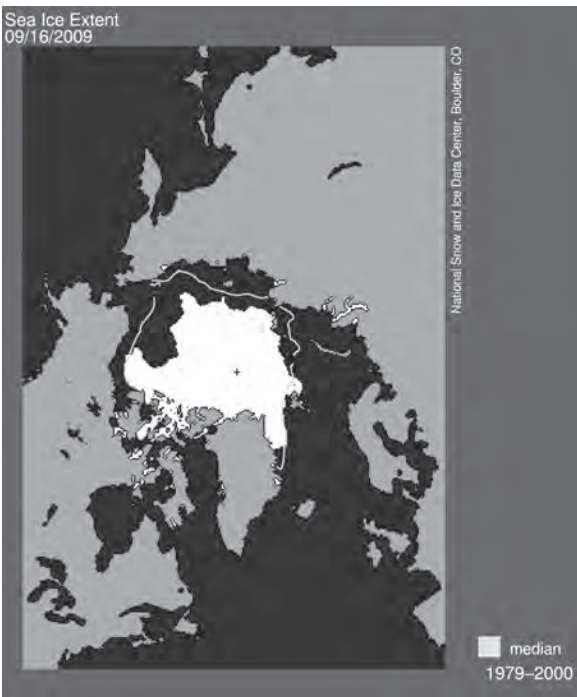 Sea Ice Extent
09/16/2009
National Snow and Ice Data Center, Boulder, CO
median
1979–2000